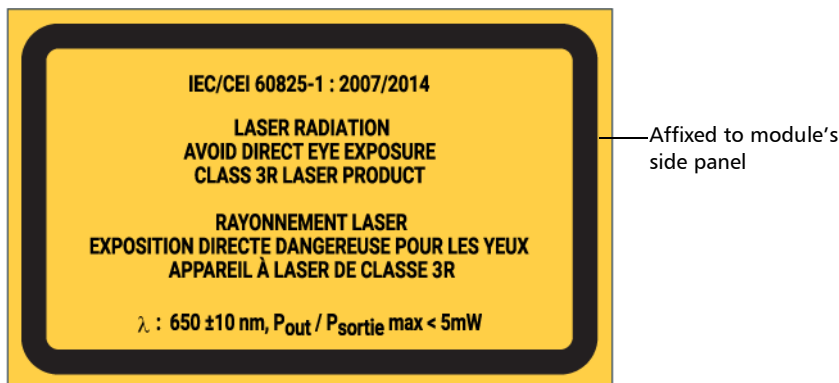 IEC/CEI 60825-1 : 2007/2014
LASER RADIATION
AVOID DIRECT EYE EXPOSURE
CLASS 3R LASER PRODUCT
RAYONNEMENT LASER
EXPOSITION DIRECTE DANGEREUSE POUR LES YEUX
APPAREIL À LASER DE CLASSE 3R
λ : 650 ±10 nm, Pout / Psortie max < 5mW
Affixed to module's
side panel